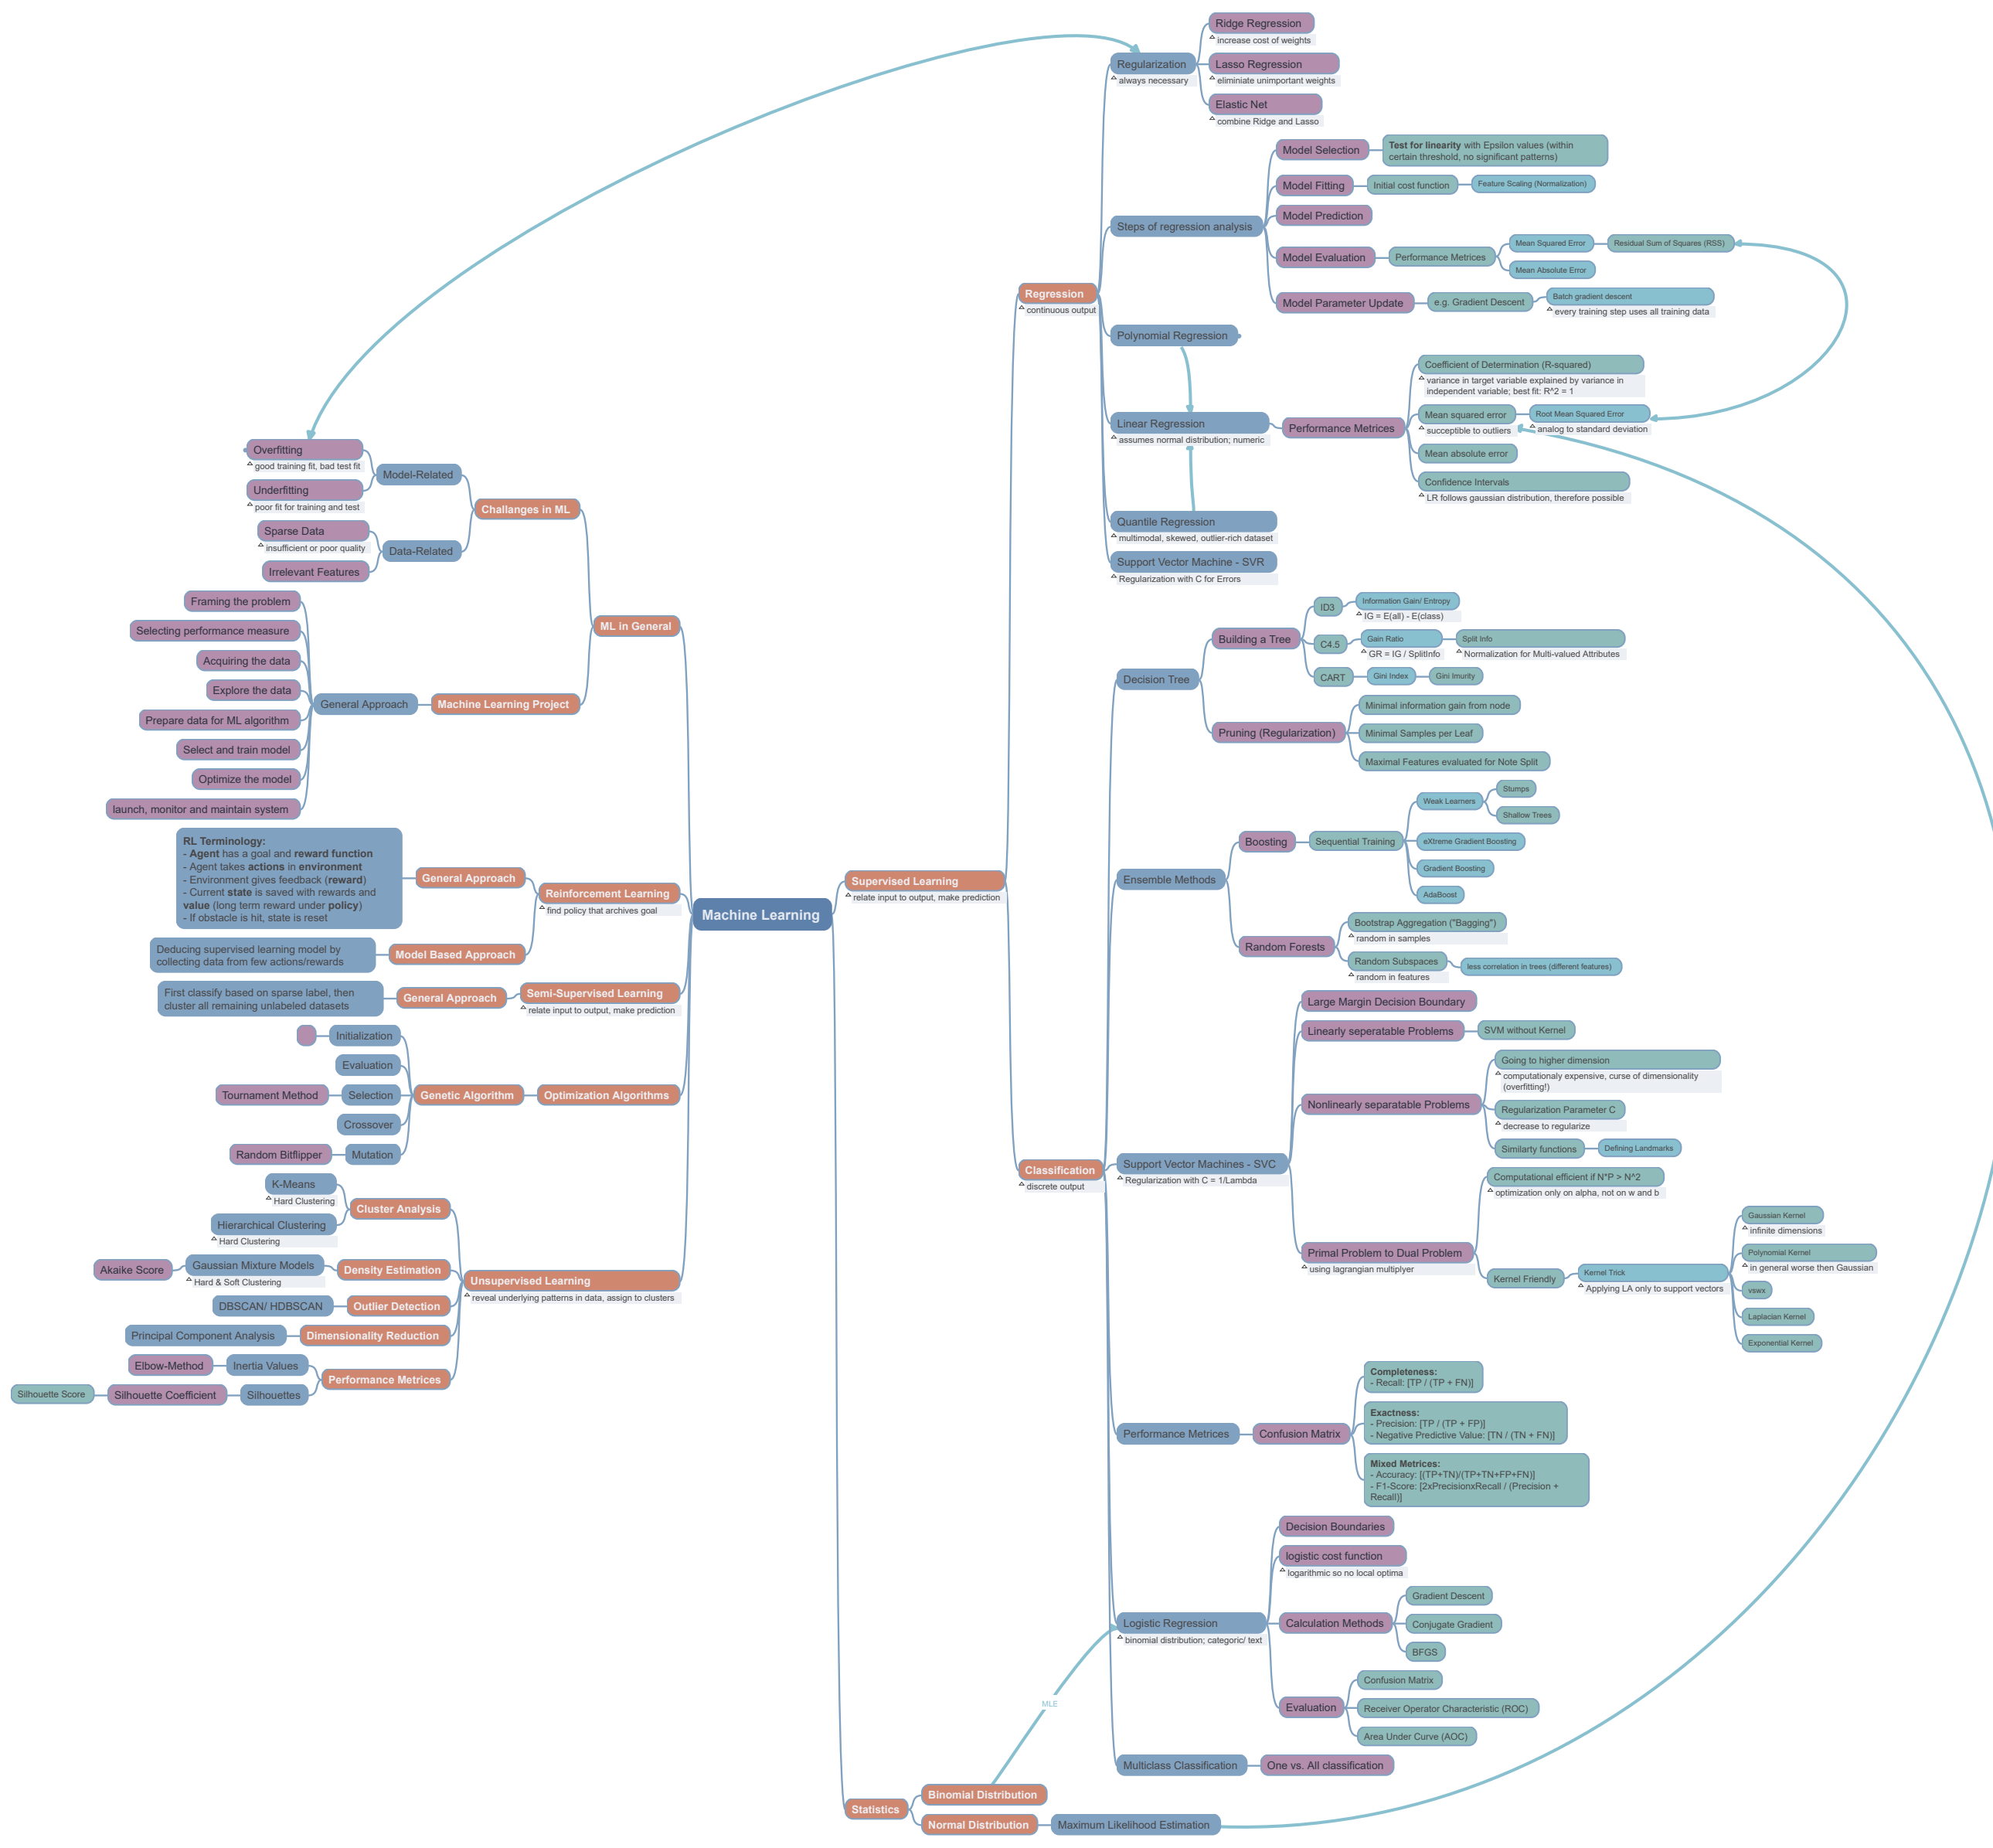 Machine Learning
Supervised Learning
relate input to output, make prediction
Regression
continuous output
Regularization
always necessary
Ridge Regression
increase cost of weights
Lasso Regression
eliminiate unimportant weights
Elastic Net
combine Ridge and Lasso
Steps of regression analysis
Model Selection
Test for linearity with Epsilon values (within
certain threshold, no significant patterns)
Model Fitting
Initial cost function
Feature Scaling (Normalization)
Model Prediction
Model Evaluation
Performance Metrices
Mean Squared Error
Residual Sum of Squares (RSS)
Mean Absolute Error
Model Parameter Update
e.g. Gradient Descent
Batch gradient descent
every training step uses all training data
Polynomial Regression
Linear Regression
assumes normal distribution; numeric
Performance Metrices
Coefficient of Determination (R-squared)
variance in target variable explained by variance in
independent variable; best fit: R^2 = 1
Mean squared error
succeptible to outliers
Root Mean Squared Error
analog to standard deviation
Mean absolute error
Confidence Intervals
LR follows gaussian distribution, therefore possible
Quantile Regression
multimodal, skewed, outlier-rich dataset
Support Vector Machine - SVR
Regularization with C for Errors
Classification
discrete output
Decision Tree
Building a Tree
ID3
Information Gain/ Entropy
IG = E(all) - E(class)
C4.5
Gain Ratio
GR = IG / SplitInfo
Split Info
Normalization for Multi-valued Attributes
CART
Gini Index
Gini Imurity
Pruning (Regularization)
Minimal information gain from node
Minimal Samples per Leaf
Maximal Features evaluated for Note Split
Ensemble Methods
Boosting
Sequential Training
Weak Learners
Stumps
Shallow Trees
eXtreme Gradient Boosting
Gradient Boosting
AdaBoost
Random Forests
Bootstrap Aggregation ("Bagging")
random in samples
Random Subspaces
random in features
less correlation in trees (different features)
Support Vector Machines - SVC
Regularization with C = 1/Lambda
Large Margin Decision Boundary
Linearly seperatable Problems
SVM without Kernel
Nonlinearly separatable Problems
Going to higher dimension
computationaly expensive, curse of dimensionality
(overfitting!)
Regularization Parameter C
decrease to regularize
Similarty functions
Defining Landmarks
Primal Problem to Dual Problem
using lagrangian multiplyer
Computational efficient if N*P > N^2
optimization only on alpha, not on w and b
Kernel Friendly
Kernel Trick
Applying LA only to support vectors
Gaussian Kernel
infinite dimensions
Polynomial Kernel
in general worse then Gaussian
vswx
Laplacian Kernel
Exponential Kernel
Performance Metrices
Confusion Matrix
Completeness:
- Recall: [TP / (TP + FN)]
Exactness:
- Precision: [TP / (TP + FP)]
- Negative Predictive Value: [TN / (TN + FN)]
Mixed Metrices:
- Accuracy: [(TP+TN)/(TP+TN+FP+FN)]
- F1-Score: [2xPrecisionxRecall / (Precision +
Recall)]
Logistic Regression
binomial distribution; categoric/ text
Decision Boundaries
logistic cost function
logarithmic so no local optima
Calculation Methods
Gradient Descent
Conjugate Gradient
BFGS
Evaluation
Confusion Matrix
Receiver Operator Characteristic (ROC)
Area Under Curve (AOC)
Multiclass Classification
One vs. All classification
MLE
Statistics
Binomial Distribution
Normal Distribution
Maximum Likelihood Estimation
ML in General
Challanges in ML
Model-Related
Overfitting
good training fit, bad test fit
Underfitting
poor fit for training and test
Data-Related
Sparse Data
insufficient or poor quality
Irrelevant Features
Machine Learning Project
General Approach
Framing the problem
Selecting performance measure
Acquiring the data
Explore the data
Prepare data for ML algorithm
Select and train model
Optimize the model
launch, monitor and maintain system
Reinforcement Learning
find policy that archives goal
General Approach
RL Terminology:
- Agent has a goal and reward function
- Agent takes actions in environment
- Environment gives feedback (reward)
- Current state is saved with rewards and
value (long term reward under policy)
- If obstacle is hit, state is reset
Model Based Approach
Deducing supervised learning model by
collecting data from few actions/rewards
Semi-Supervised Learning
relate input to output, make prediction
General Approach
First classify based on sparse label, then
cluster all remaining unlabeled datasets
Optimization Algorithms
Genetic Algorithm
Initialization
Evaluation
Selection
Tournament Method
Crossover
Mutation
Random Bitflipper
Unsupervised Learning
reveal underlying patterns in data, assign to clusters
Cluster Analysis
K-Means
Hard Clustering
Hierarchical Clustering
Hard Clustering
Density Estimation
Gaussian Mixture Models
Hard & Soft Clustering
Akaike Score
Outlier Detection
DBSCAN/ HDBSCAN
Dimensionality Reduction
Principal Component Analysis
Performance Metrices
Inertia Values
Elbow-Method
Silhouettes
Silhouette Coefficient
Silhouette Score